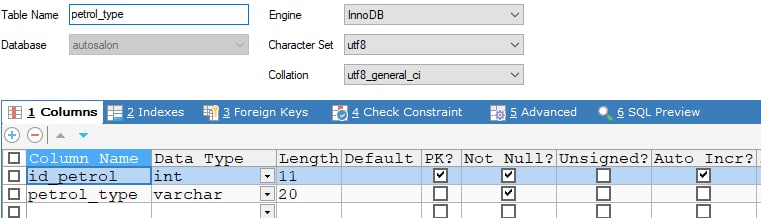 Table Name petrol_type Engine InnoDB
Database autosalon Character Set utf8
Collation utf8_general_ci
1 Columns 2 Indexes 3 Foreign Keys 4 Check Constraint 5 Advanced 6 SQL Preview
Column Name Data Type Length Default PK? Not Null? Unsigned? Auto Incr?
id_petrol int 11
petrol_type varchar 20